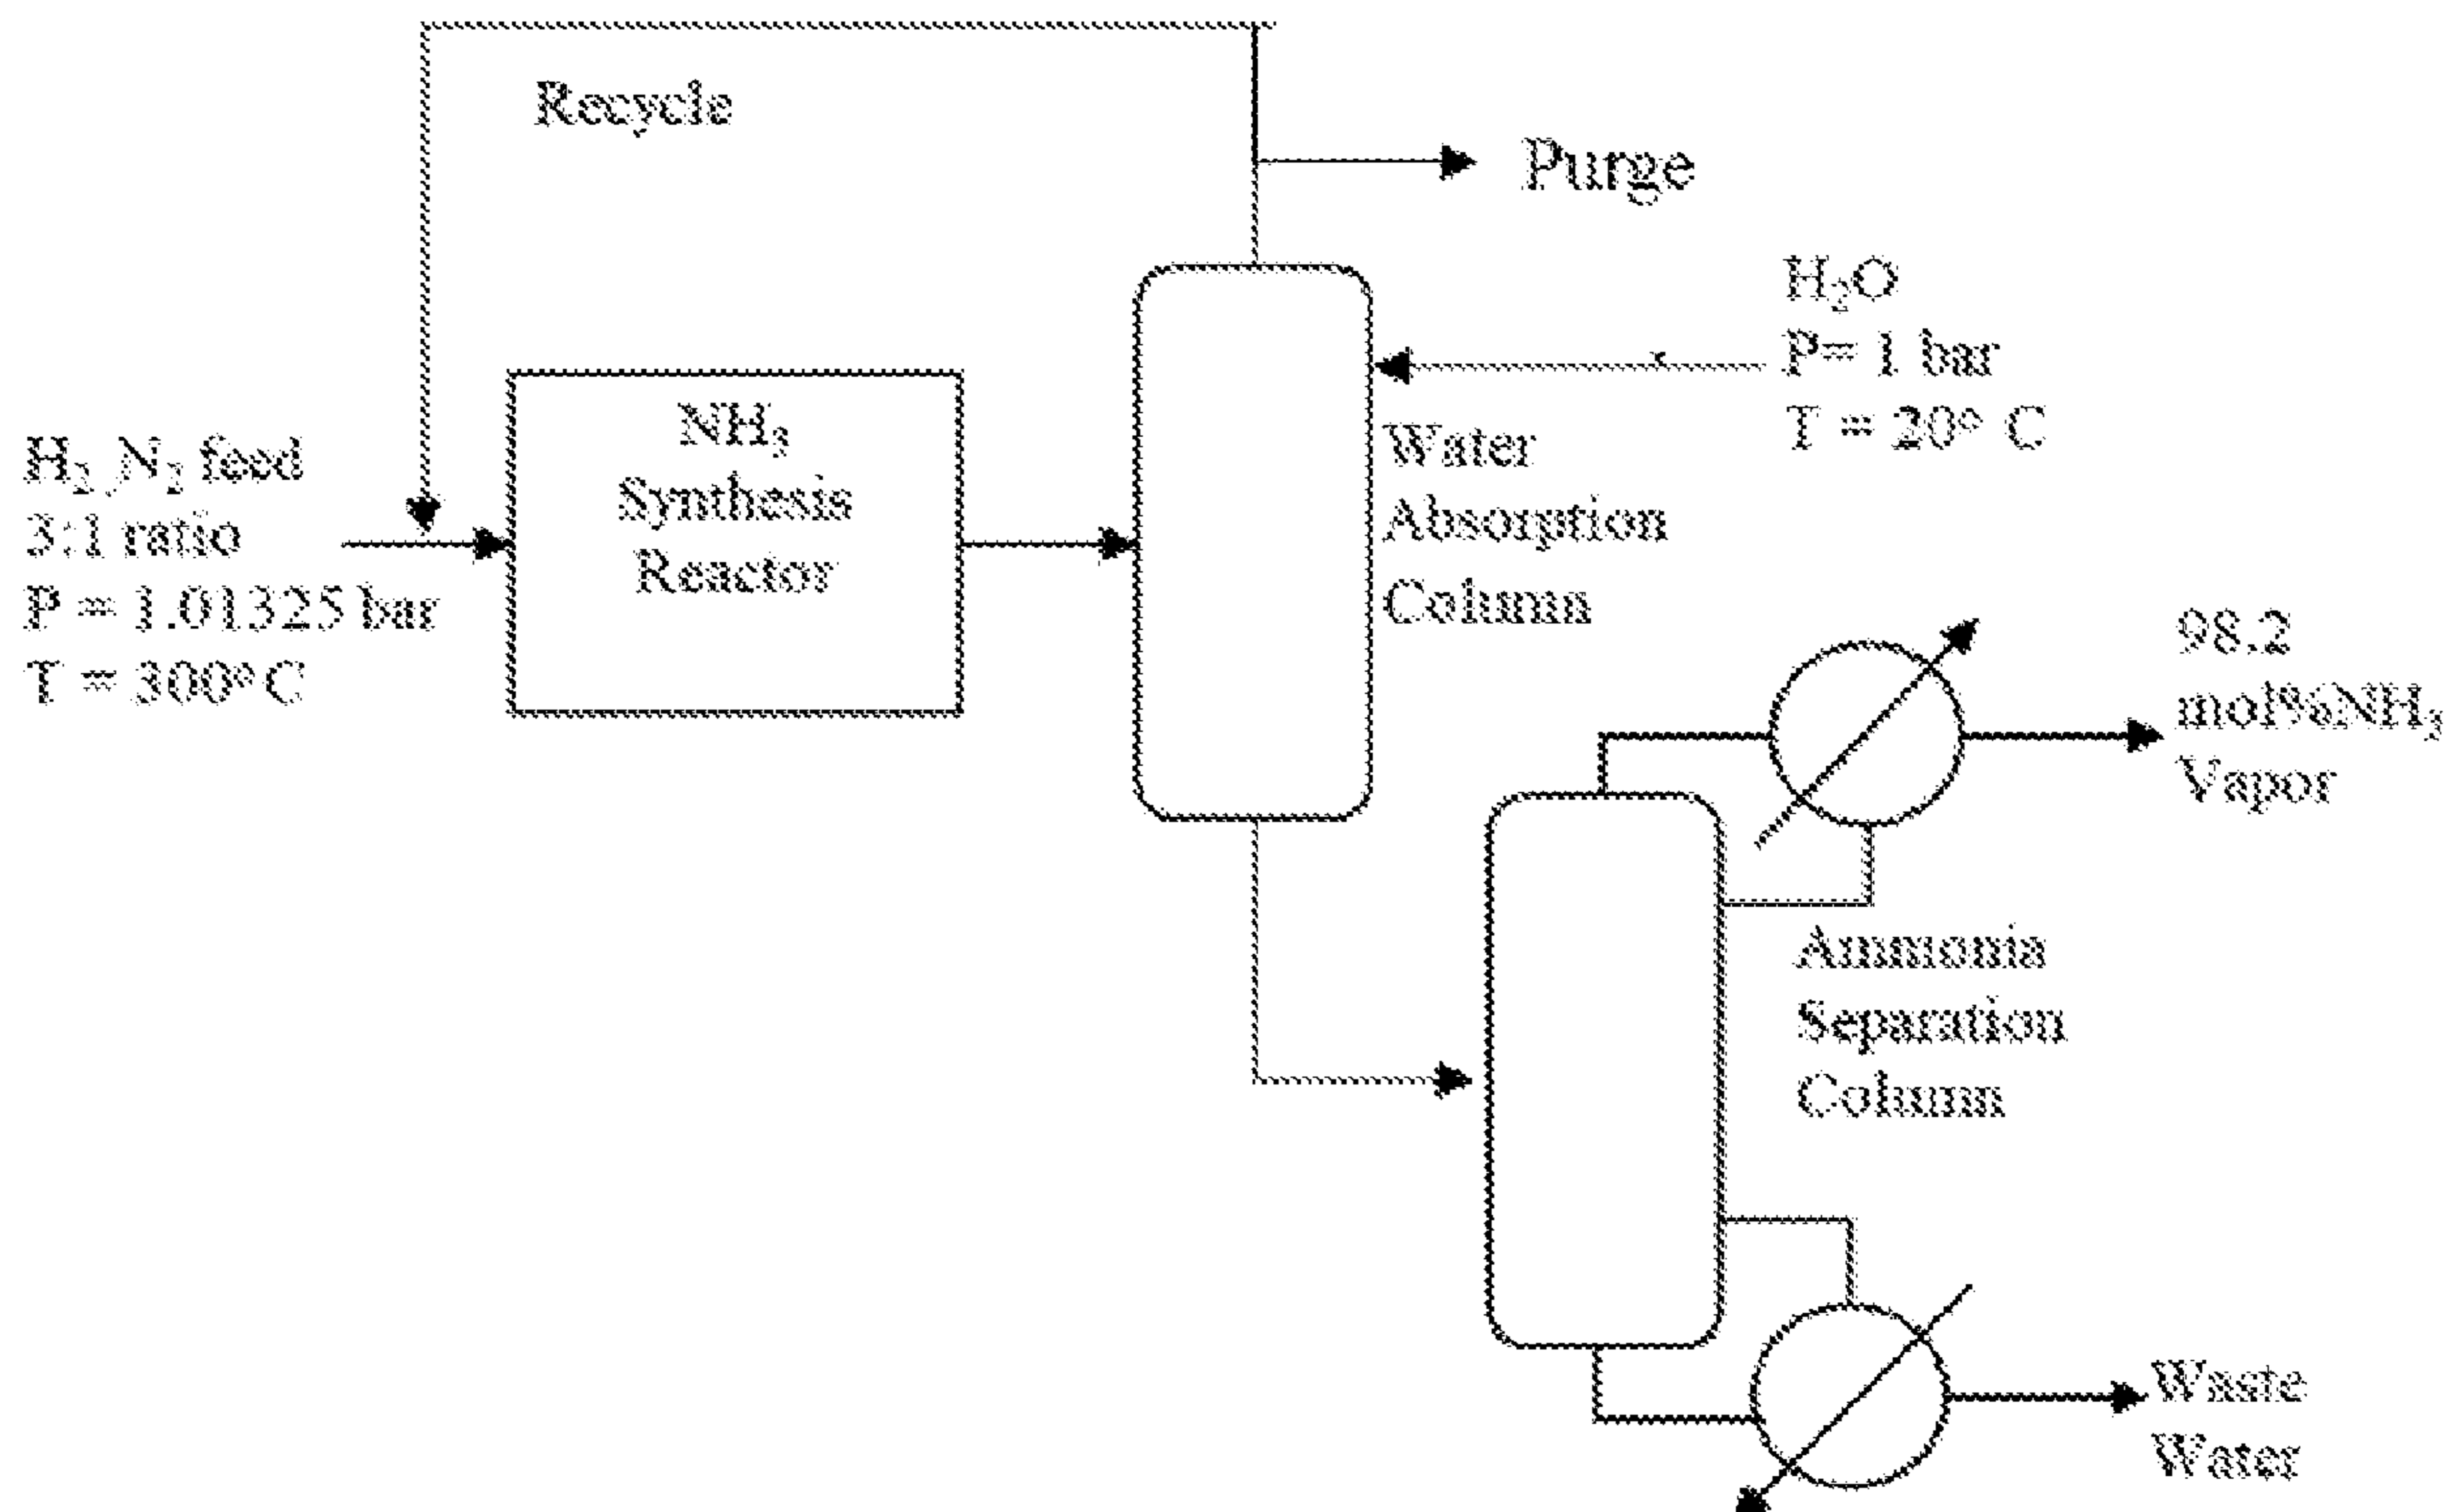 Recycle
Purge
H₂O
P= 1 bar
T = 20° C
H₂ N₂ feed
3:1 ratio
P = 1.01325 bar
T = 300° C
NH₃
Synthesis
Reactor
Water
Absorption
Column
98.2
mol%NH₃
Vapor
Ammonia
Separation
Column
Waste
Water